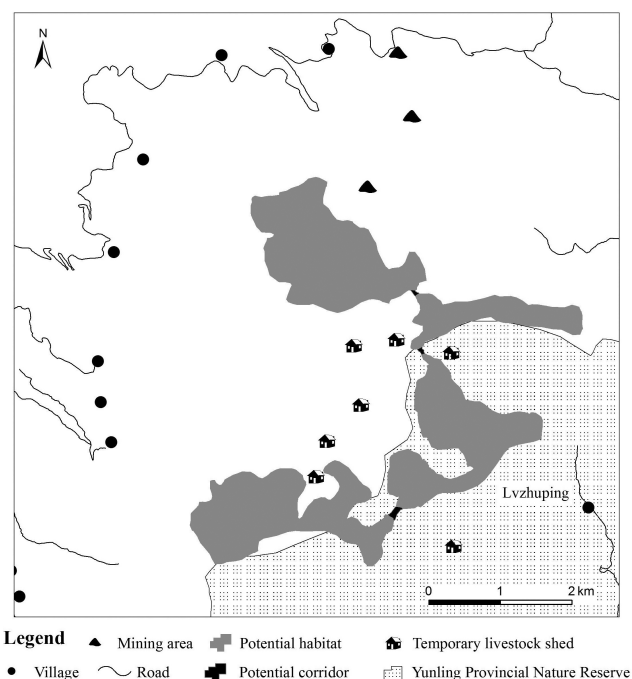 N
Lvzhuping
0 1 2 km
Legend
Mining area Potential habitat Temporary livestock shed
Village Road Potential corridor Yunling Provincial Nature Reserve